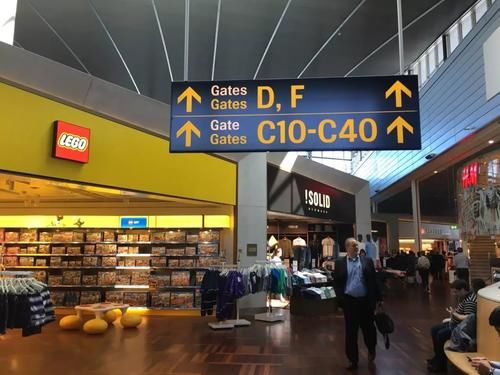 Gates
Gates D, F
Gate
Gates C10-C40
LEGO
!SOLID
H&M